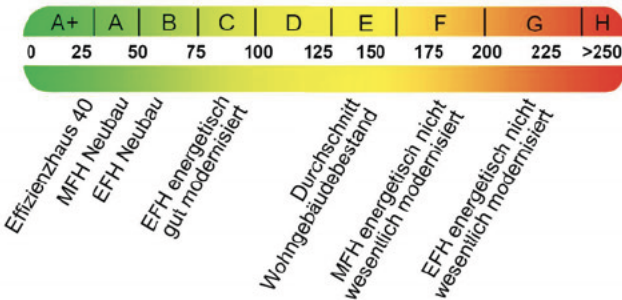 A+ A B C D E F G H
0 25 50 75 100 125 150 175 200 225 >250
Effizienzhaus 40
MFH Neubau
EFH Neubau
EFH energetisch
gut modernisiert
Durchschnitt
Wohngebäudebestand
MFH energetisch nicht
wesentlich modernisiert
EFH energetisch nicht
wesentlich modernisiert